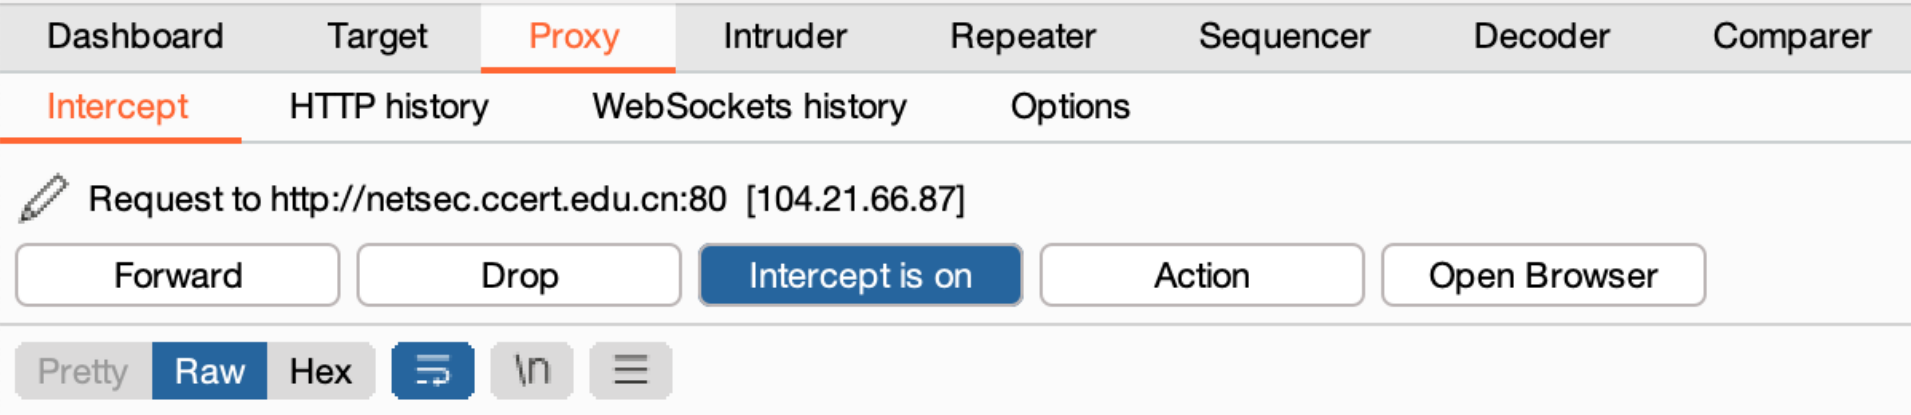 Dashboard Target Proxy Intruder Repeater Sequencer Decoder Comparer
Intercept HTTP history WebSockets history Options
Request to http://netsec.ccert.edu.cn:80 [104.21.66.87]
Forward Drop Intercept is on Action Open Browser
Pretty Raw Hex \n